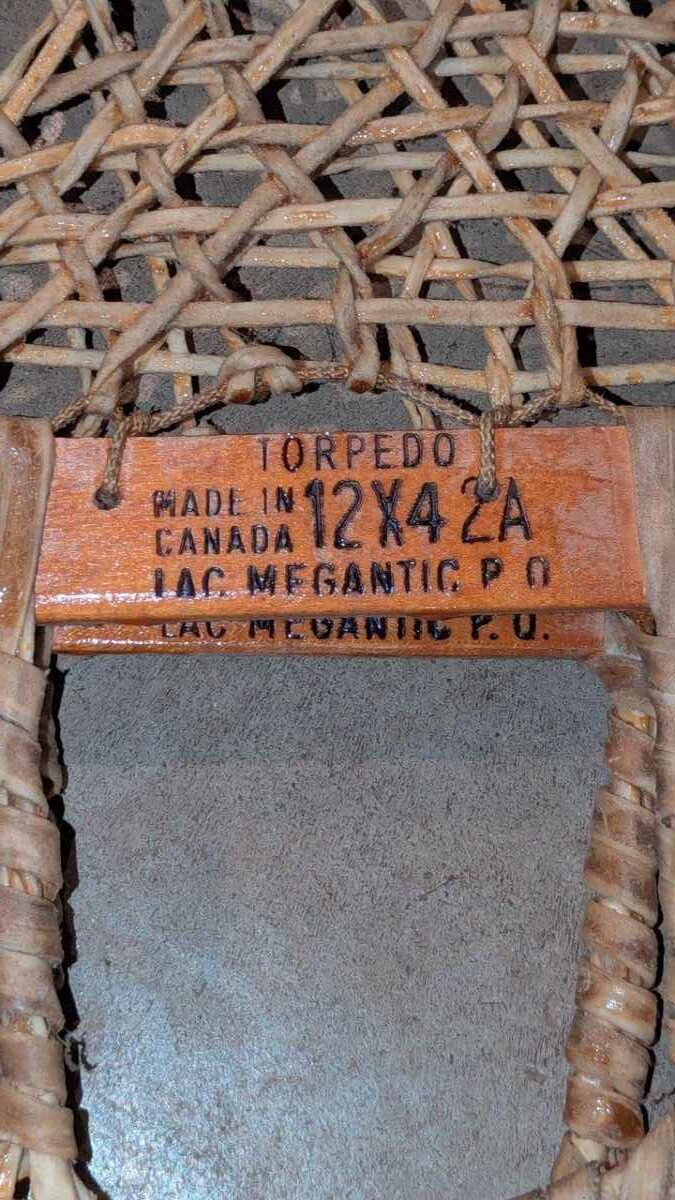 TORPEDO
MADE IN 12X42A
CANADA
LAC MEGANTIC P.Q
LAC MEGANTIC P. Q.